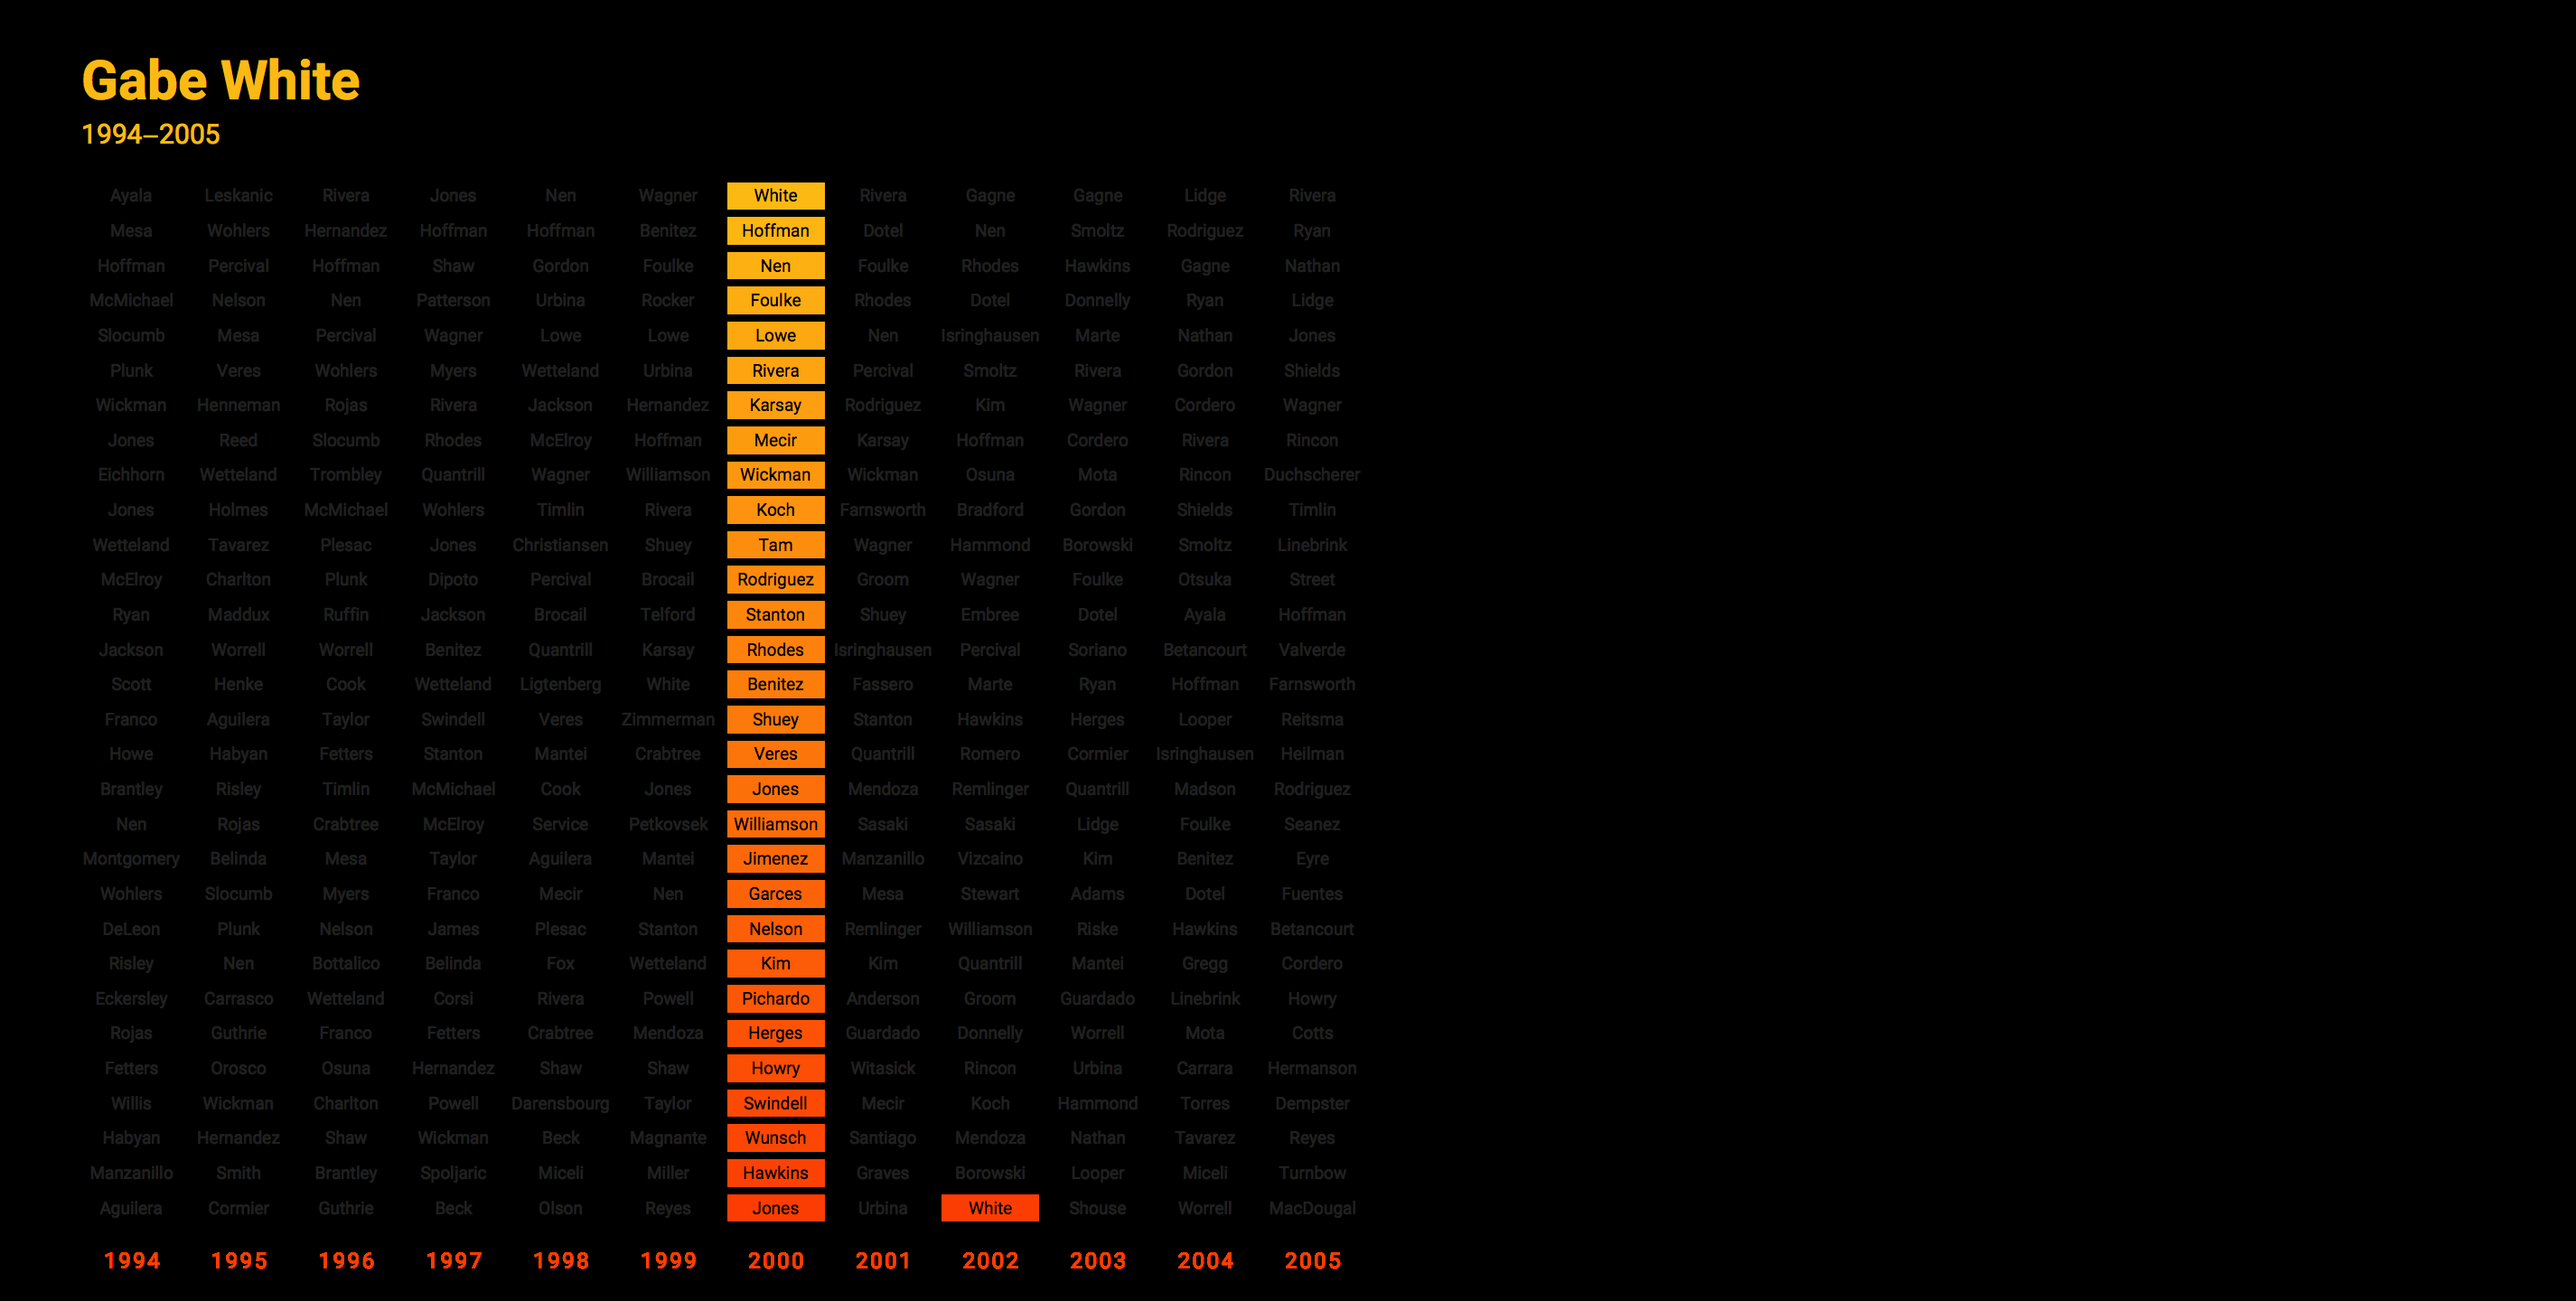 Gabe White
1994–2005
Ayala Leskanic Rivera Jones Nen Wagner White Rivera Gagne Gagne Lidge Rivera
Mesa Wohlers Hernandez Hoffman Hoffman Benitez Hoffman Dotel Nen Smoltz Rodriguez Ryan
Hoffman Percival Hoffman Shaw Gordon Foulke Nen Foulke Rhodes Hawkins Gagne Nathan
McMichael Nelson Nen Patterson Urbina Rocker Foulke Rhodes Dotel Donnelly Ryan Lidge
Slocumb Mesa Percival Wagner Lowe Lowe Lowe Nen Isringhausen Marte Nathan Jones
Plunk Veres Wohlers Myers Wetteland Urbina Rivera Percival Smoltz Rivera Gordon Shields
Wickman Henneman Rojas Rivera Jackson Hernandez Karsay Rodriguez Kim Wagner Cordero Wagner
Jones Reed Slocumb Rhodes McElroy Hoffman Mecir Karsay Hoffman Cordero Rivera Rincon
Eichhorn Wetteland Trombley Quantrill Wagner Williamson Wickman Wickman Osuna Mota Rincon Duchscherer
Jones Holmes McMichael Wohlers Timlin Rivera Koch Farnsworth Bradford Gordon Shields Timlin
Wetteland Tavarez Plesac Jones Christiansen Shuey Tam Wagner Hammond Borowski Smoltz Linebrink
McElroy Charlton Plunk Dipoto Percival Brocail Rodriguez Groom Wagner Foulke Otsuka Street
Ryan Maddux Ruffin Jackson Brocail Telford Stanton Shuey Embree Dotel Ayala Hoffman
Jackson Worrell Worrell Benitez Quantrill Karsay Rhodes Isringhausen Percival Soriano Betancourt Valverde
Scott Henke Cook Wetteland Ligtenberg White Benitez Fassero Marte Ryan Hoffman Farnsworth
Franco Aguilera Taylor Swindell Veres Zimmerman Shuey Stanton Hawkins Herges Looper Reitsma
Howe Habyan Fetters Stanton Mantei Crabtree Veres Quantrill Romero Cormier Isringhausen Heilman
Brantley Risley Timlin McMichael Cook Jones Jones Mendoza Remlinger Quantrill Madson Rodriguez
Nen Rojas Crabtree McElroy Service Petkovsek Williamson Sasaki Sasaki Lidge Foulke Seanez
Montgomery Belinda Mesa Taylor Aguilera Mantei Jimenez Manzanillo Vizcaino Kim Benitez Eyre
Wohlers Slocumb Myers Franco Mecir Nen Garces Mesa Stewart Adams Dotel Fuentes
DeLeon Plunk Nelson James Plesac Stanton Nelson Remlinger Williamson Riske Hawkins Betancourt
Risley Nen Bottalico Belinda Fox Wetteland Kim Kim Quantrill Mantei Gregg Cordero
Eckersley Carrasco Wetteland Corsi Rivera Powell Pichardo Anderson Groom Guardado Linebrink Howry
Rojas Guthrie Franco Fetters Crabtree Mendoza Herges Guardado Donnelly Worrell Mota Cotts
Fetters Orosco Osuna Hernandez Shaw Shaw Howry Witasick Rincon Urbina Carrara Hermanson
Willis Wickman Charlton Powell Darensbourg Taylor Swindell Mecir Koch Hammond Torres Dempster
Habyan Hernandez Shaw Wickman Beck Magnante Wunsch Santiago Mendoza Nathan Tavarez Reyes
Manzanillo Smith Brantley Spoljaric Miceli Miller Hawkins Graves Borowski Looper Miceli Turnbow
Aguilera Cormier Guthrie Beck Olson Reyes Jones Urbina White Shouse Worrell MacDougal
1994 1995 1996 1997 1998 1999 2000 2001 2002 2003 2004 2005